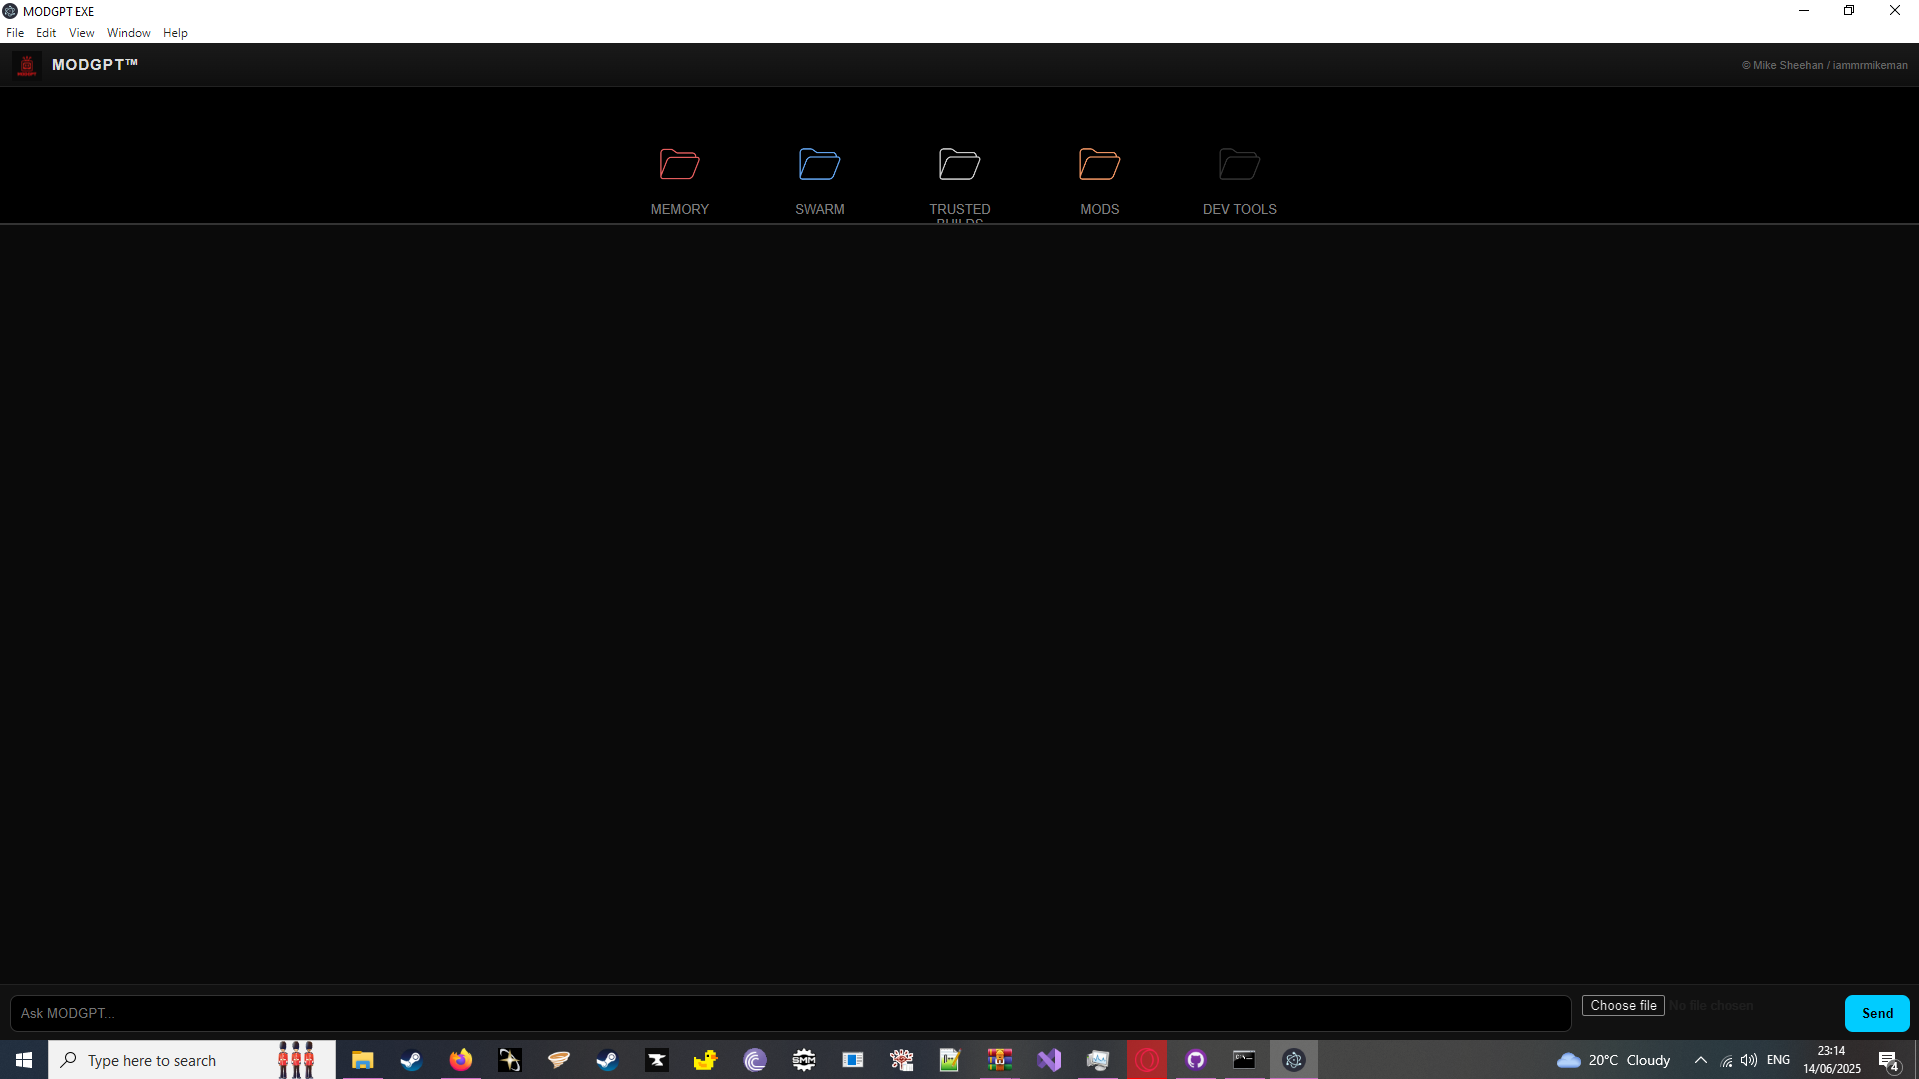 MODGPT EXE
File Edit View Window Help
MODGPT™
© Mike Sheehan / iammrmikeman
MEMORY
SWARM
TRUSTED
BUILDS
MODS
DEV TOOLS
Ask MODGPT...
Choose file
No file chosen
Send
Type here to search
SMM
20°C Cloudy
ENG
23:14
14/06/2025
4